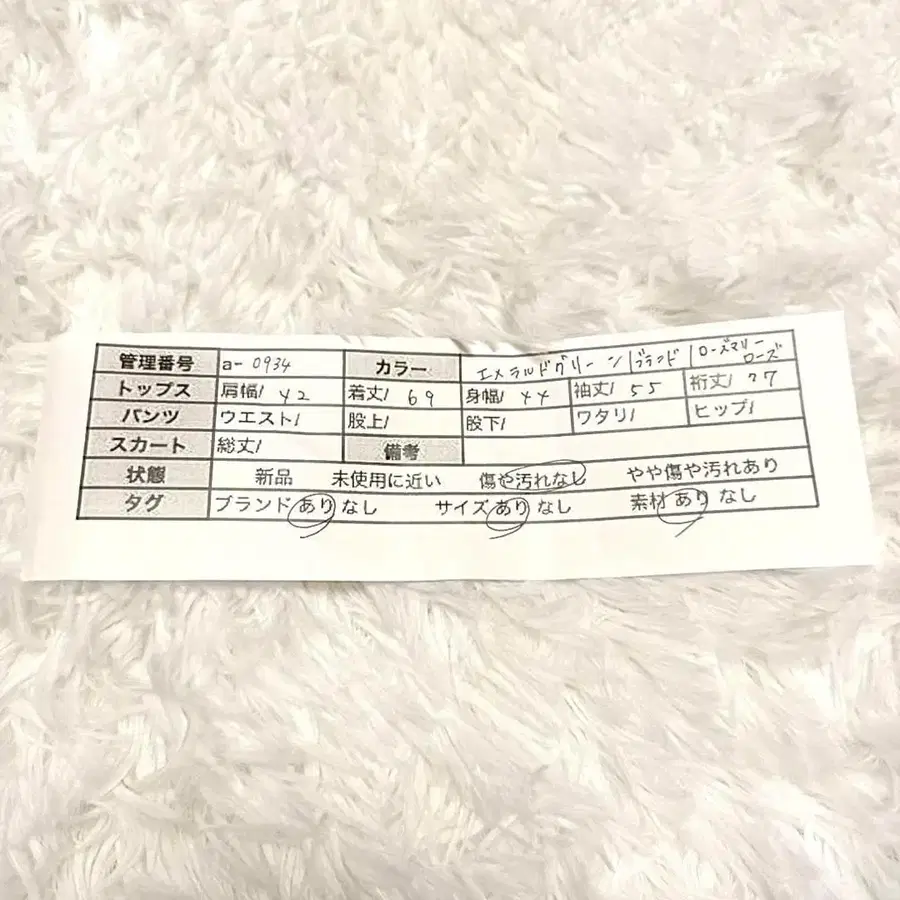 管理番号 a-0934 カラー エメラルドグリーン/ブランド/ローズマリーローズ
トップス 肩幅/ 42 着丈/ 69 身幅/ 44 袖丈/ 55 裄丈/ 77
パンツ ウエスト/ 股上/ 股下/ ワタリ/ ヒップ/
スカート 総丈/ 備考
状態 新品 未使用に近い 傷や汚れなし やや傷や汚れあり
タグ ブランドあり なし サイズあり なし 素材あり なし